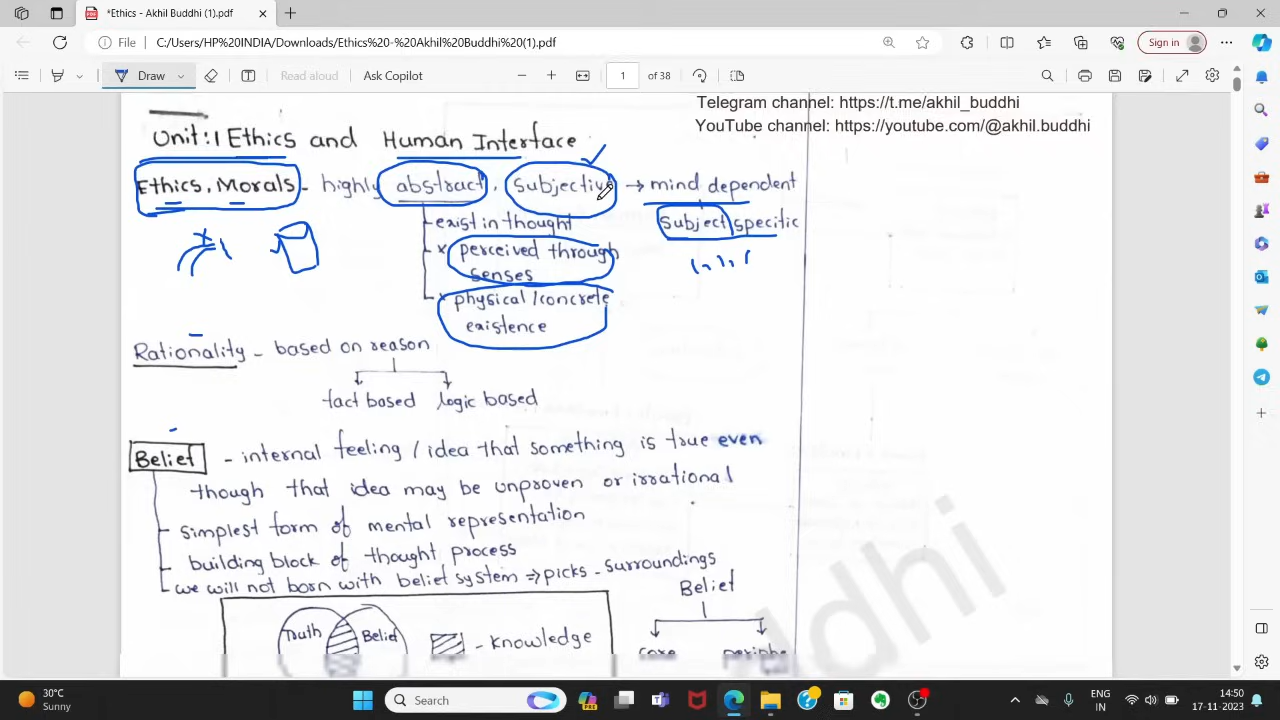 *Ethics - Akhil Buddhi (1).pdf
File C:/Users/HP%20INDIA/Downloads/Ethics%20-%20Akhil%20Buddhi%20(1).pdf
Sign in
Draw Read aloud Ask Copilot 1 of 38
Telegram channel: https://t.me/akhil_buddhi
YouTube channel: https://youtube.com/@akhil.buddhi
Unit:1 Ethics and Human Interface
Ethics, Morals - highly abstract, subjective → mind dependent
exist in thought
subject specific
x perceived through
senses
physical /concrete
existence
Rationality - based on reason
fact based logic based
Belief - internal feeling / idea that something is true even
though that idea may be unproven or irrational
simplest form of mental representation
building block of thought process
we will not born with belief system ⇒ picks - surroundings
Belief
Truth Belief - knowledge
core periphe
ddhi
30°C
Sunny
Search
ENG
IN
14:50
17-11-2023